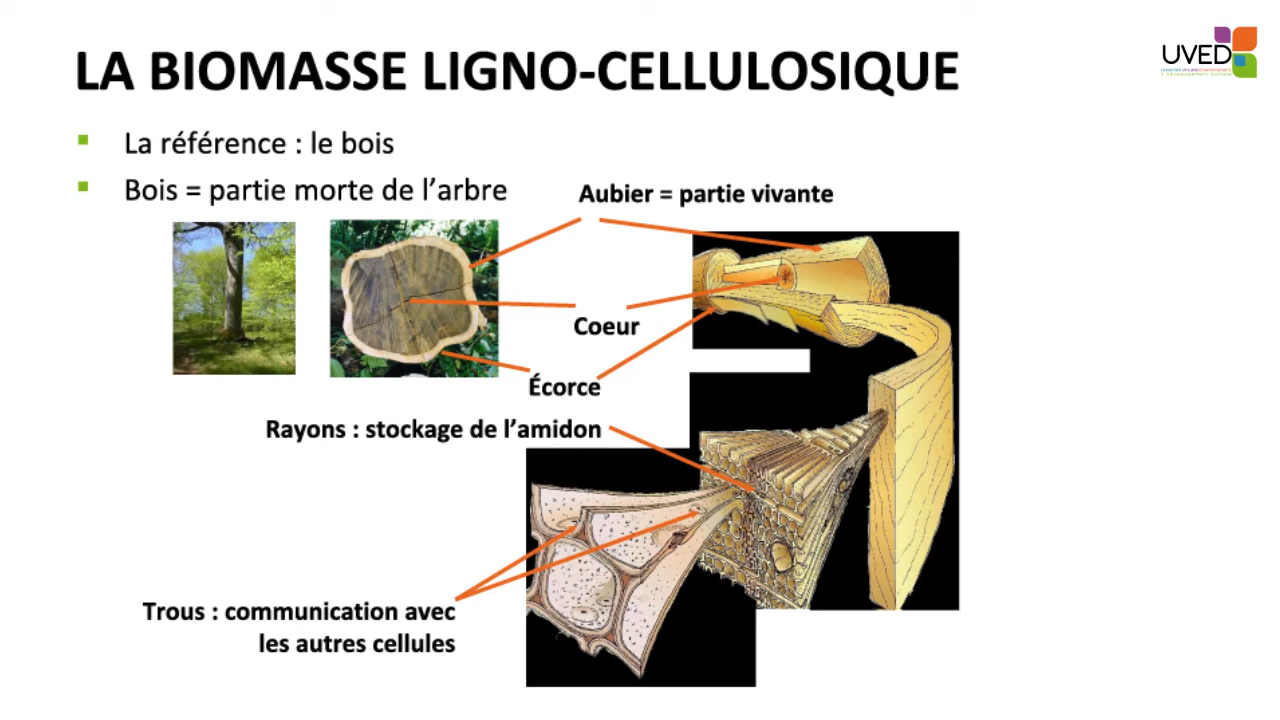 LA BIOMASSE LIGNO-CELLULOSIQUE
UVED
La référence : le bois
Bois = partie morte de l’arbre
Aubier = partie vivante
Coeur
Écorce
Rayons : stockage de l’amidon
Trous : communication avec
les autres cellules